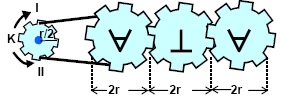 I
K r/2
II
∀ ⊥ ∀
2r 2r 2r